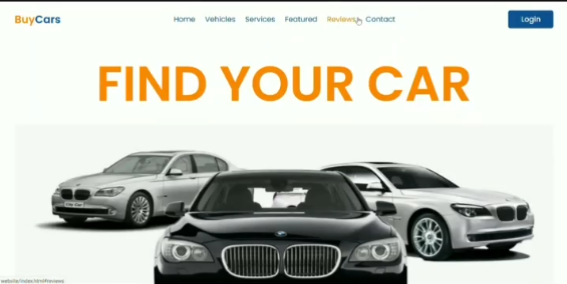 BuyCars
Home Vehicles Services Featured Reviews Contact
Login
FIND YOUR CAR